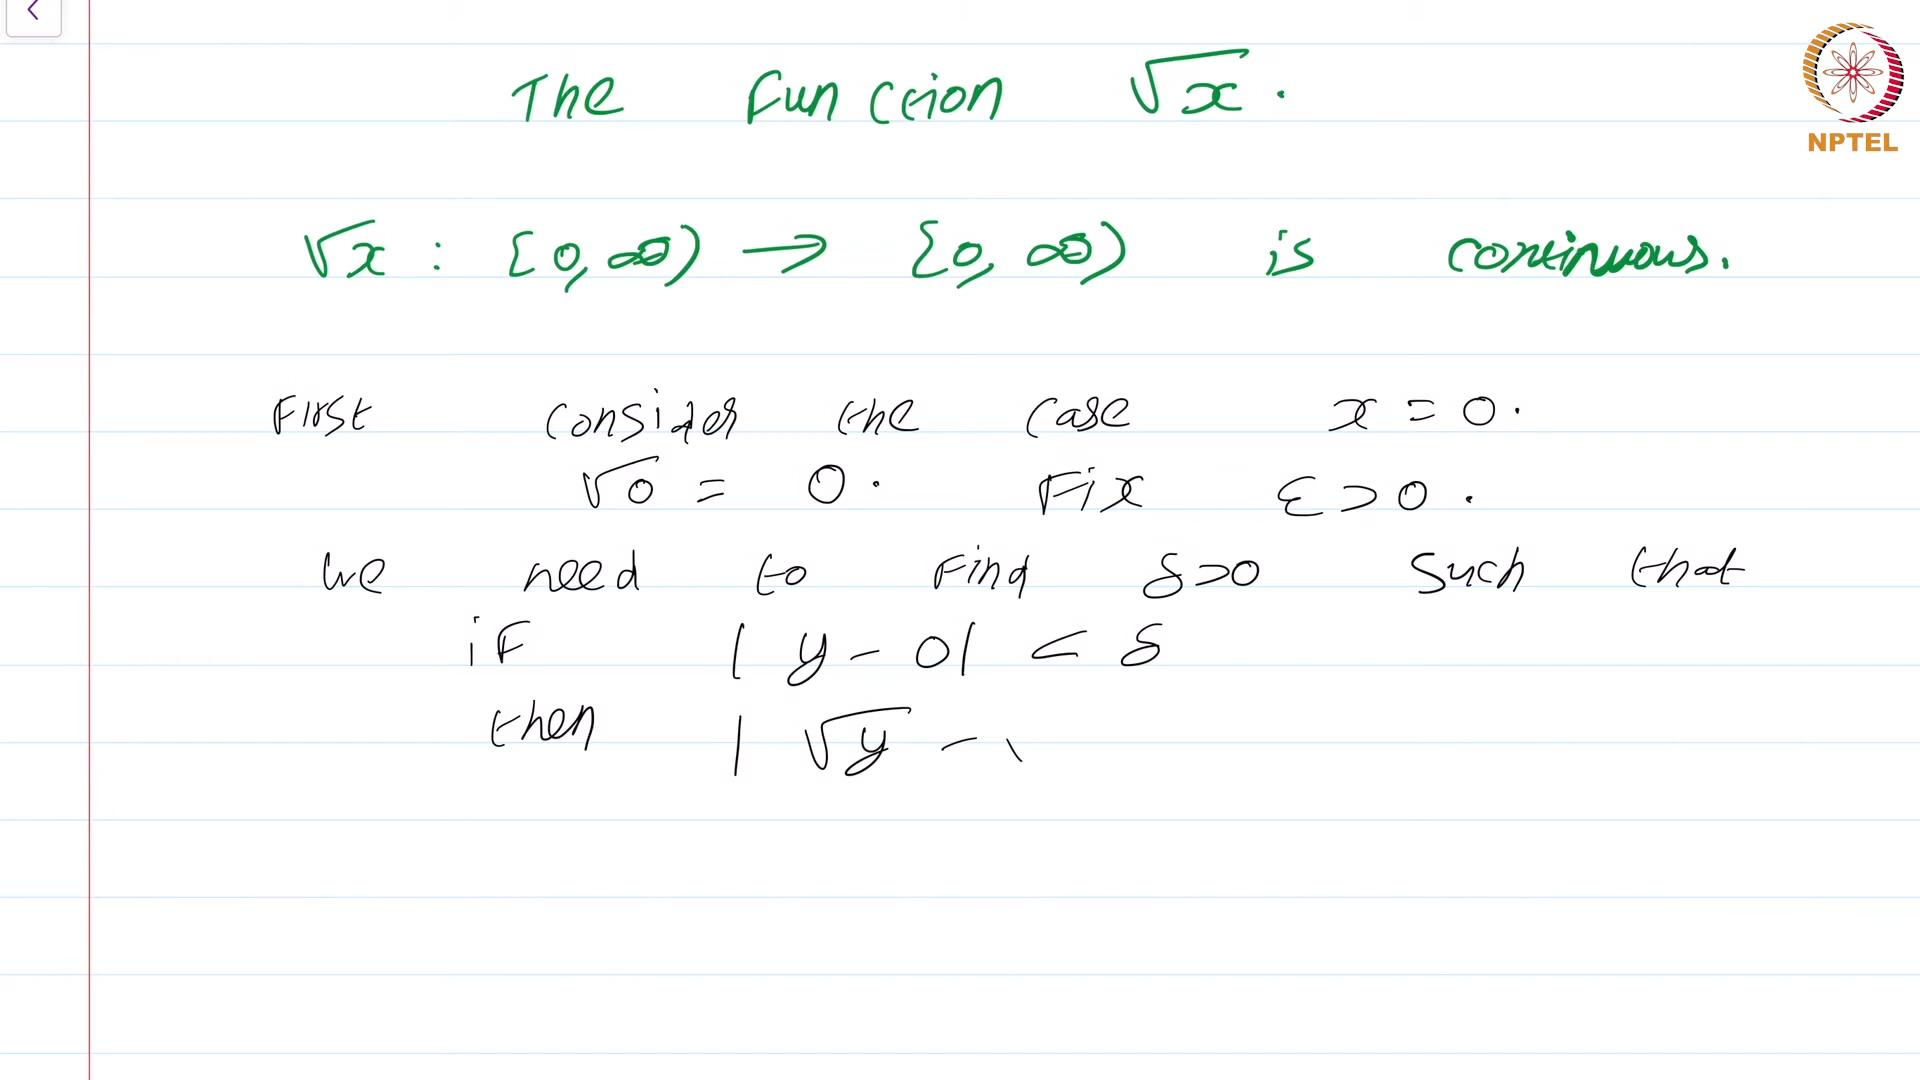 The Function √x.
NPTEL
√x : [0, ∞) → [0, ∞) is continuous.
First consider the case x = 0.
√0 = 0. Fix ε > 0.
We need to find δ>0 such that
if | y - 0| < δ
then | √y -